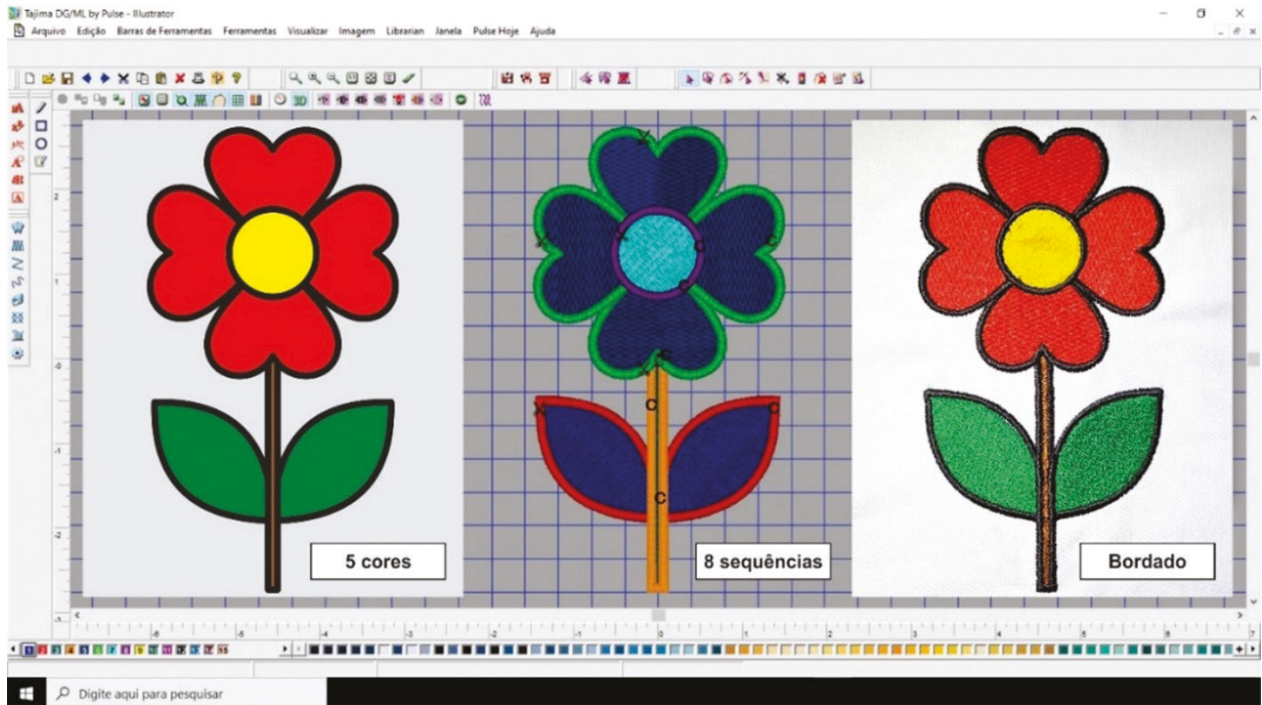 Tajima DG/ML by Pulse - Illustrator
Arquivo Edição Barras de Ferramentas Ferramentas Visualizar Imagem Librarian Janela Pulse Hoje Ajuda
5 cores
8 sequências
Bordado
Digite aqui para pesquisar